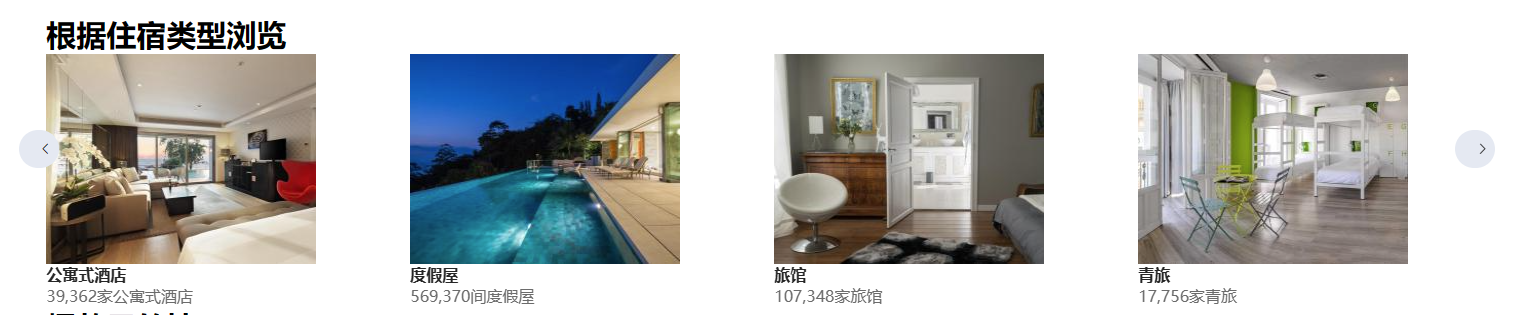 根据住宿类型浏览
公寓式酒店
39,362家公寓式酒店
度假屋
569,370间度假屋
旅馆
107,348家旅馆
青旅
17,756家青旅